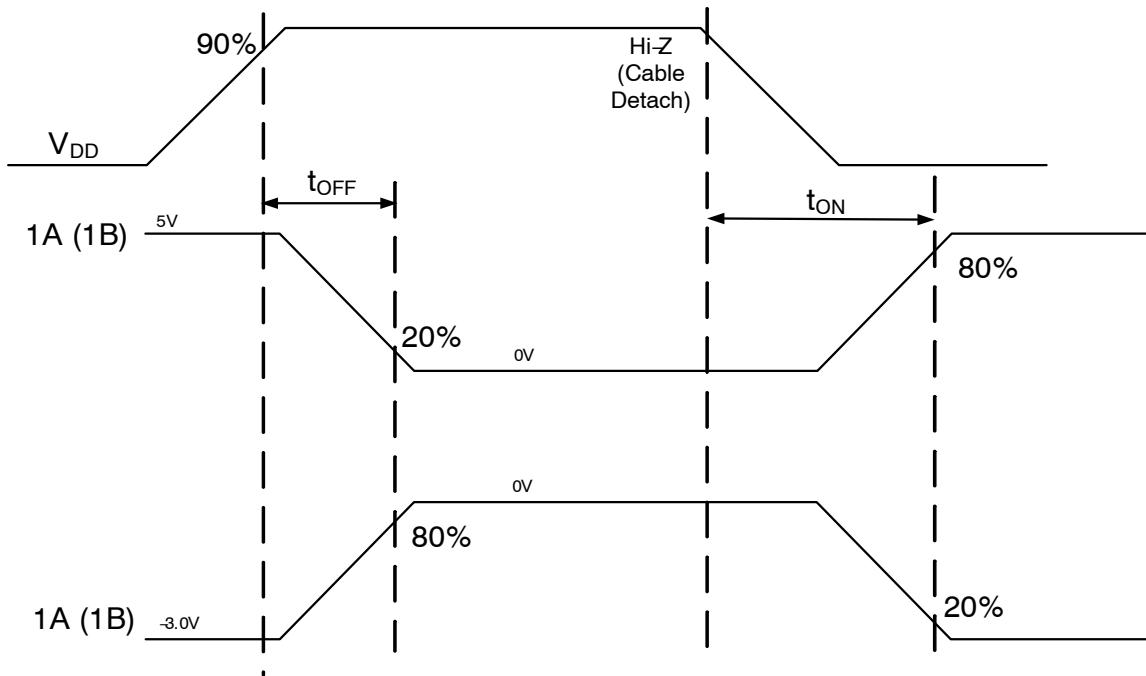 90%
Hi–Z
(Cable
Detach)
VDD
tOFF
tON
1A (1B)
5V
80%
20%
0V
0V
80%
1A (1B)
–3.0V
20%